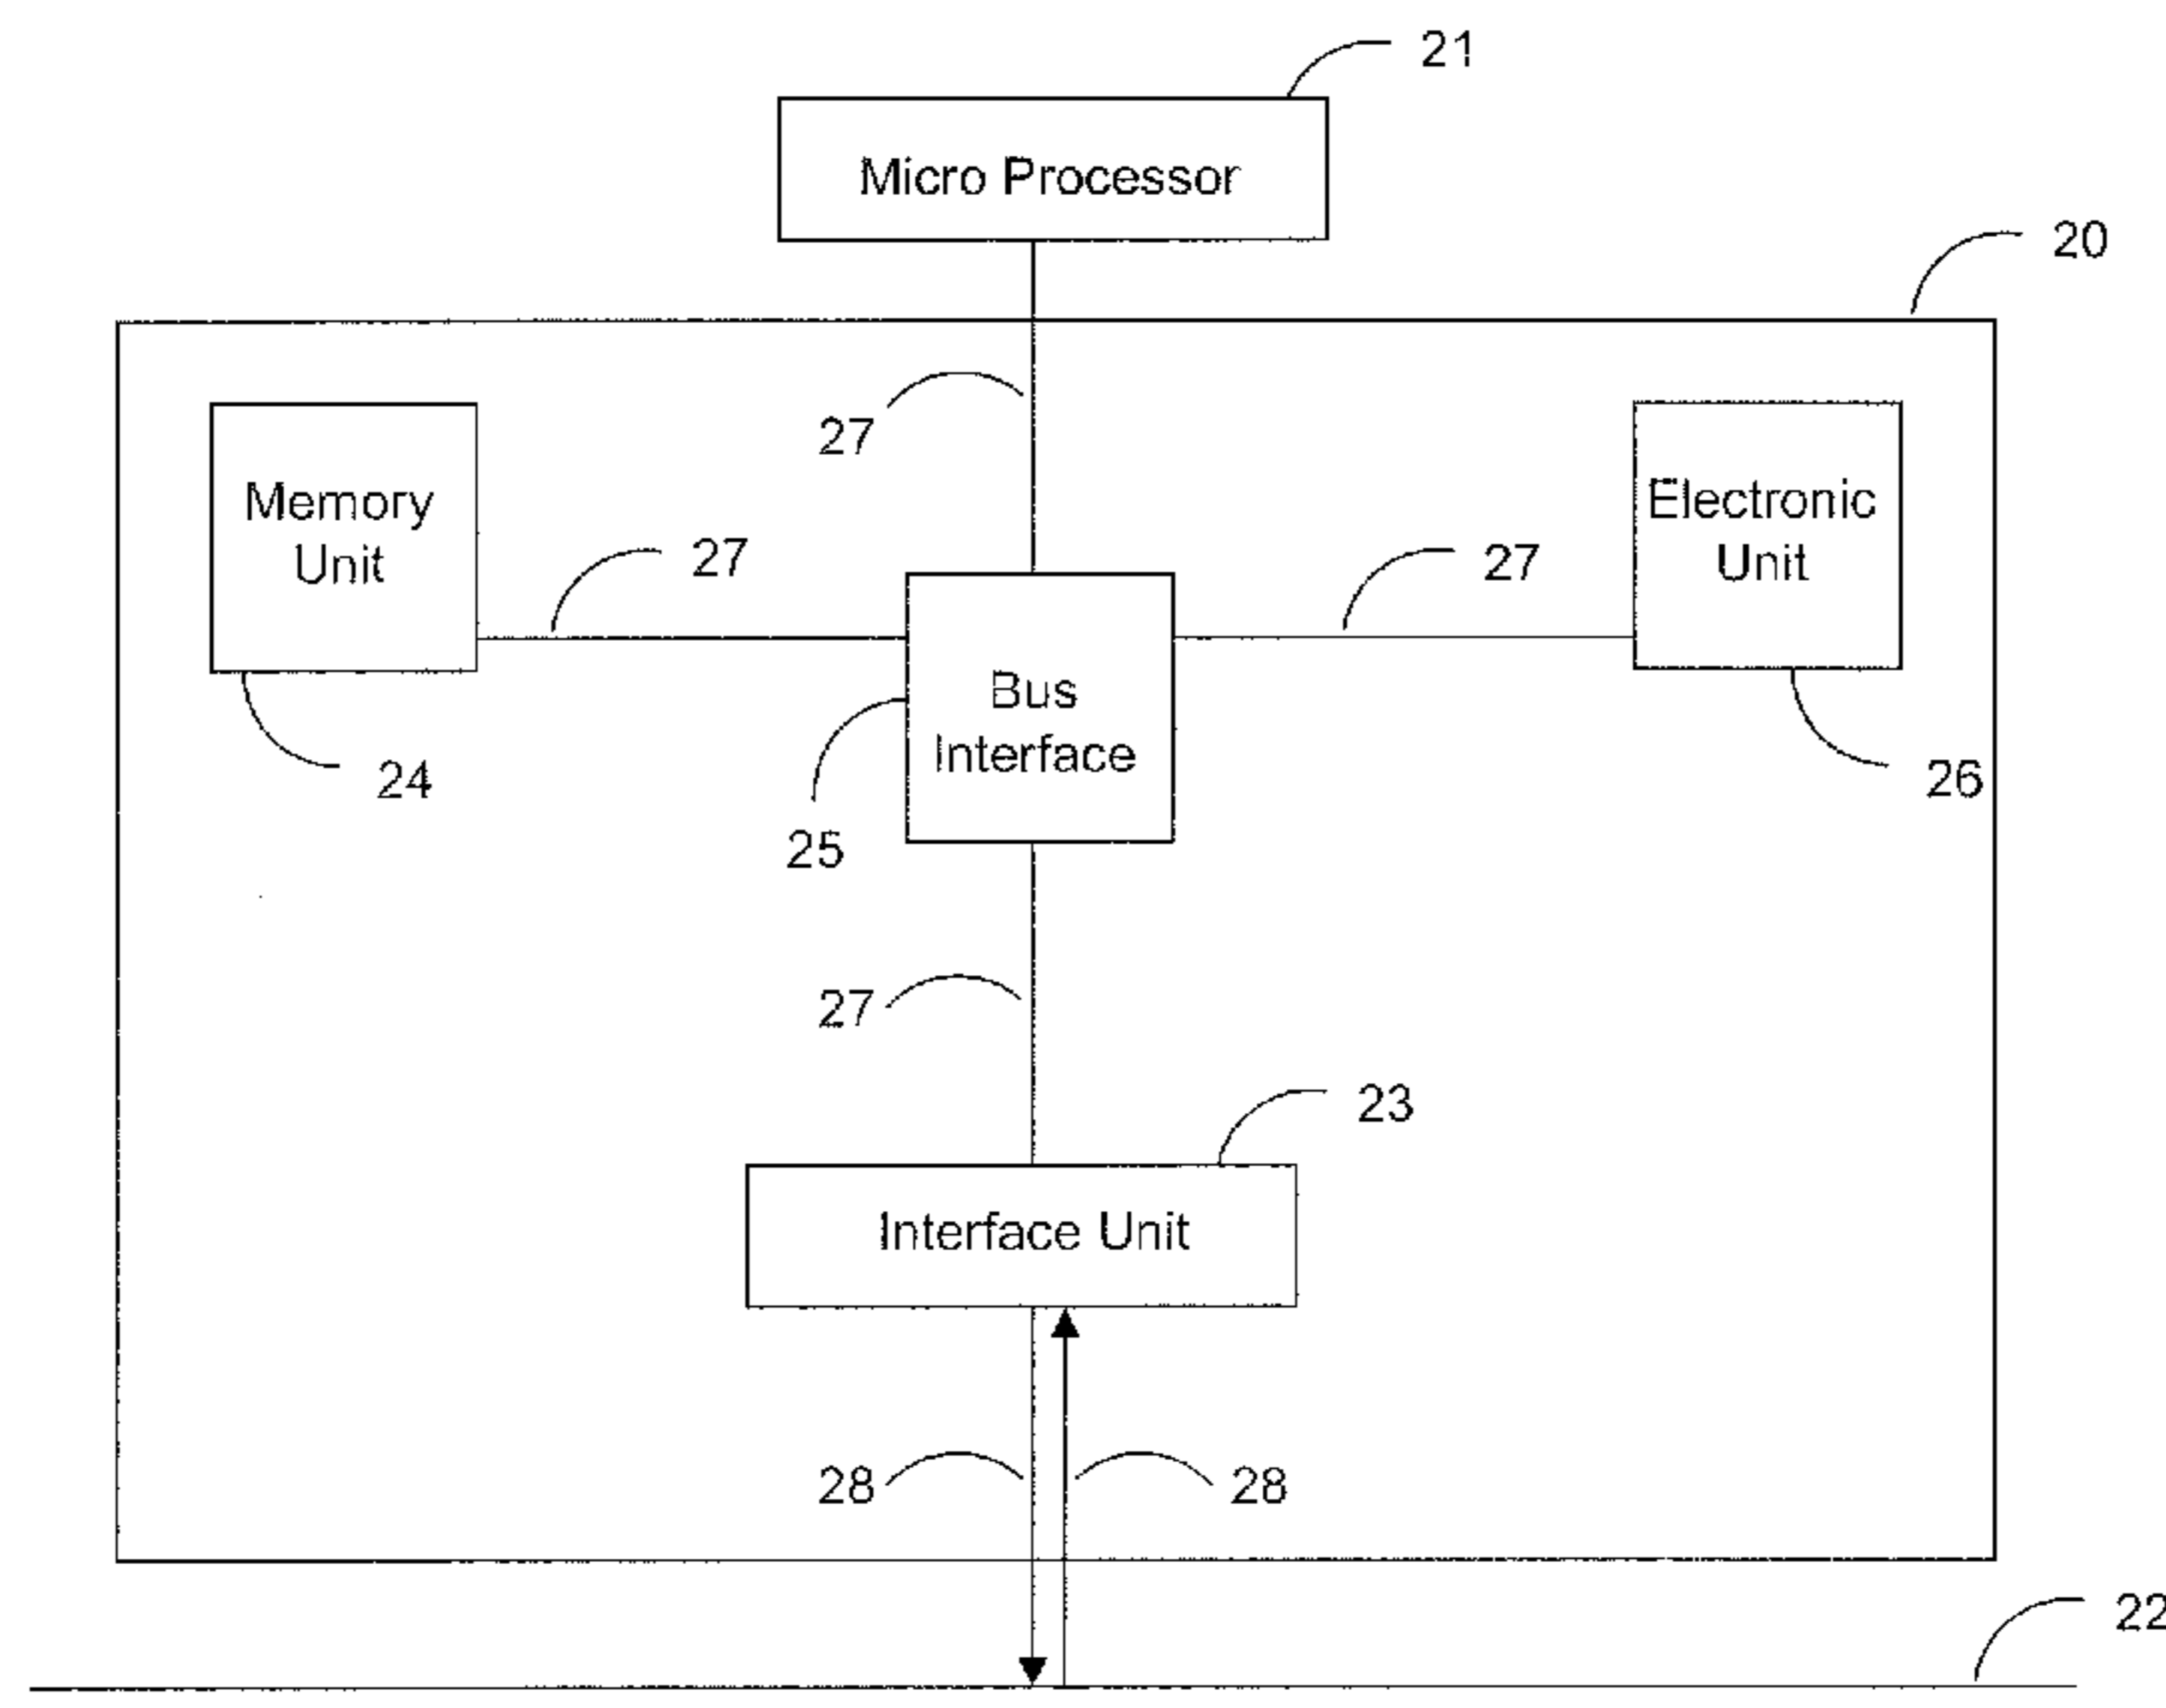 21
Micro Processor
20
27
Memory
Unit
Electronic
Unit
27
27
Bus
Interface
24
26
25
27
23
Interface Unit
28
28
22